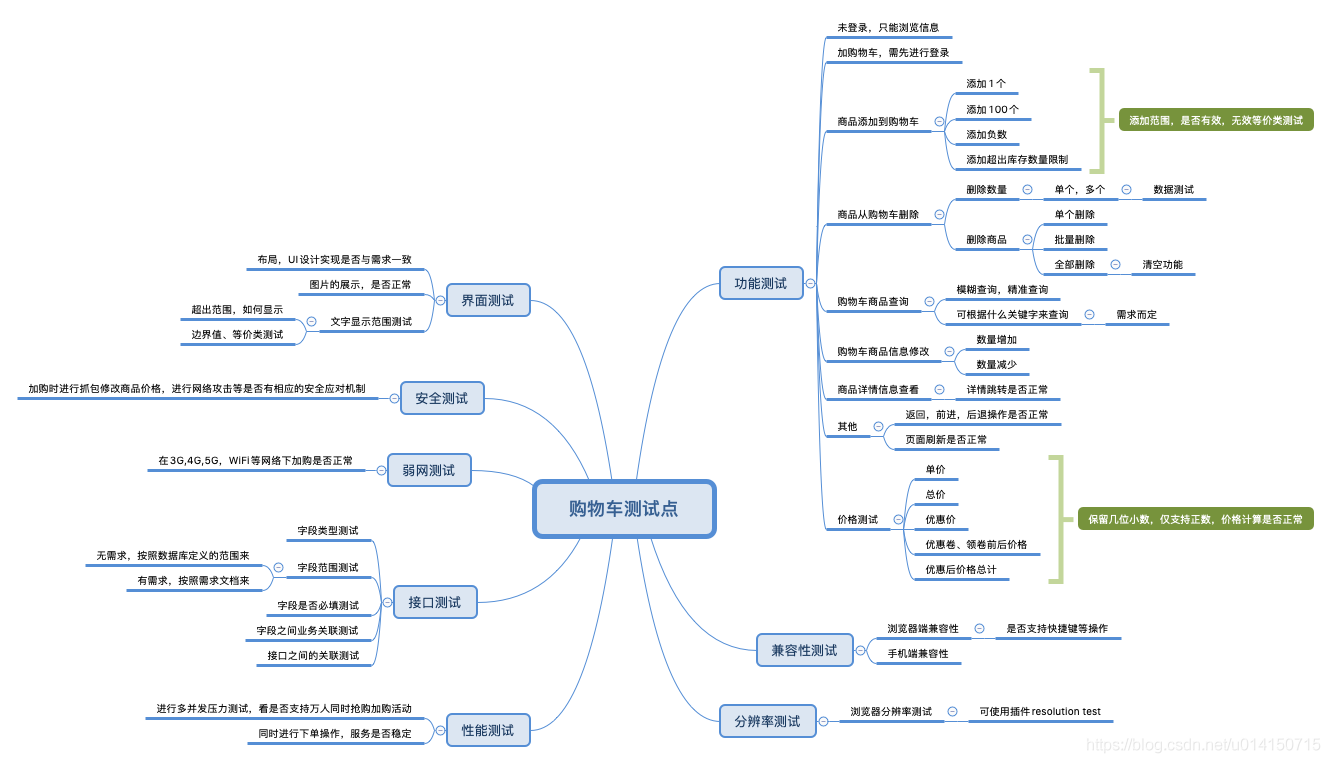 购物车测试点
功能测试
未登录，只能浏览信息
加购物车，需先进行登录
商品添加到购物车
添加1个
添加100个
添加负数
添加超出库存数量限制
添加范围，是否有效，无效等价类测试
商品从购物车删除
删除数量
单个，多个
数据测试
删除商品
单个删除
批量删除
全部删除
清空功能
购物车商品查询
模糊查询，精准查询
可根据什么关键字来查询
需求而定
购物车商品信息修改
数量增加
数量减少
商品详情信息查看
详情跳转是否正常
其他
返回，前进，后退操作是否正常
页面刷新是否正常
价格测试
单价
总价
优惠价
优惠卷、领卷前后价格
优惠后价格总计
保留几位小数，仅支持正数，价格计算是否正常
兼容性测试
浏览器端兼容性
是否支持快捷键等操作
手机端兼容性
分辨率测试
浏览器分辨率测试
可使用插件resolution test
界面测试
布局，UI设计实现是否与需求一致
图片的展示，是否正常
文字显示范围测试
超出范围，如何显示
边界值、等价类测试
安全测试
加购时进行抓包修改商品价格，进行网络攻击等是否有相应的安全应对机制
弱网测试
在3G,4G,5G，WiFi等网络下加购是否正常
接口测试
字段类型测试
字段范围测试
无需求，按照数据库定义的范围来
有需求，按照需求文档来
字段是否必填测试
字段之间业务关联测试
接口之间的关联测试
性能测试
进行多并发压力测试，看是否支持万人同时抢购加购活动
同时进行下单操作，服务是否稳定
https://blog.csdn.net/u014150715